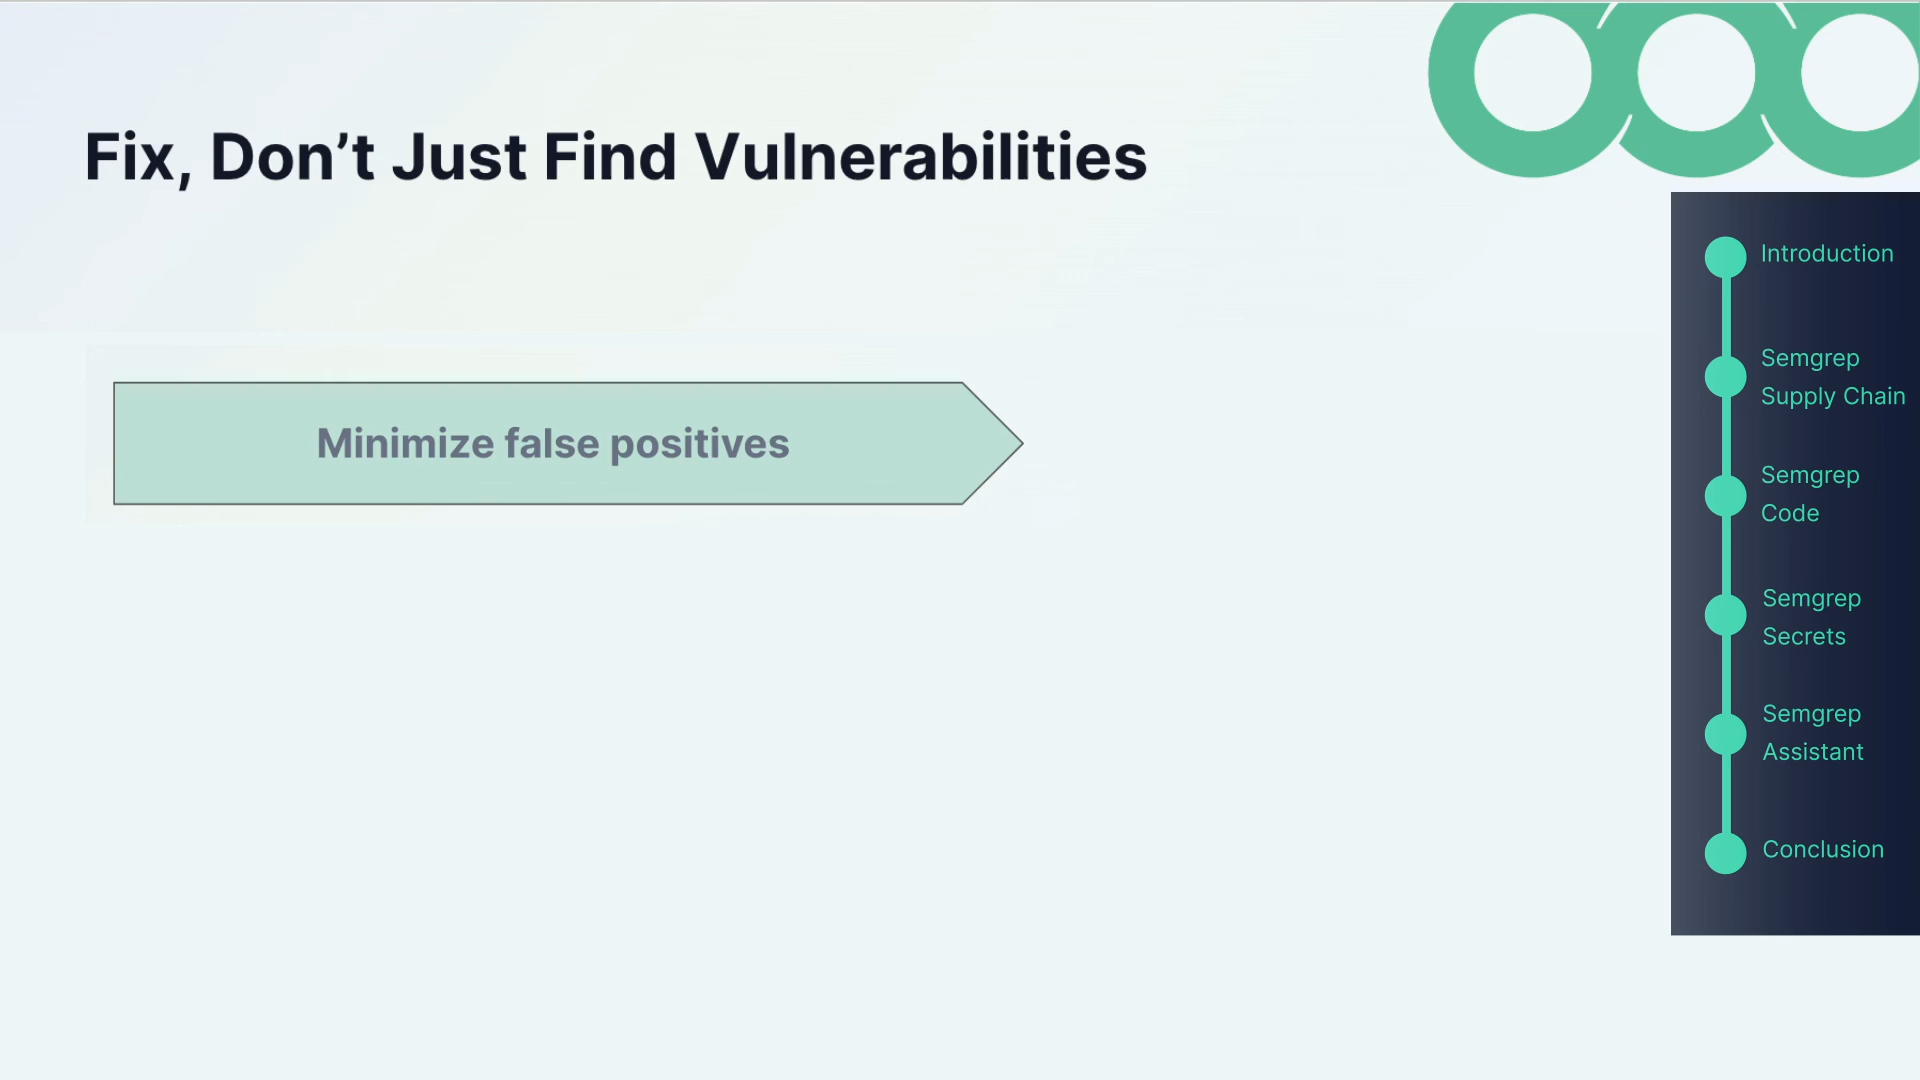 Fix, Don’t Just Find Vulnerabilities
Minimize false positives
Introduction
Semgrep
Supply Chain
Semgrep
Code
Semgrep
Secrets
Semgrep
Assistant
Conclusion